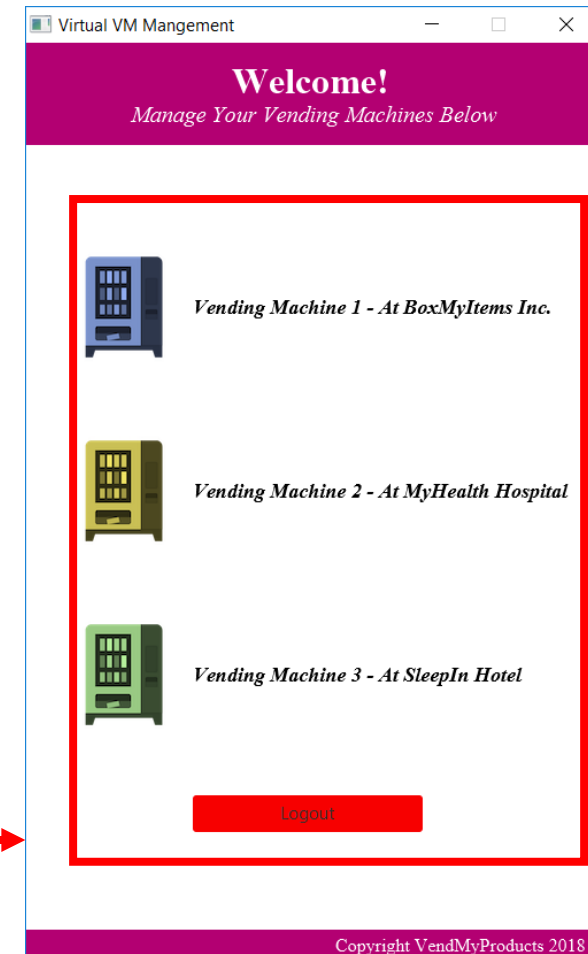 Virtual VM Mangement
Welcome!
Manage Your Vending Machines Below
Vending Machine 1 - At BoxMyItems Inc.
Vending Machine 2 - At MyHealth Hospital
Vending Machine 3 - At SleepIn Hotel
Logout
Copyright VendMyProducts 2018